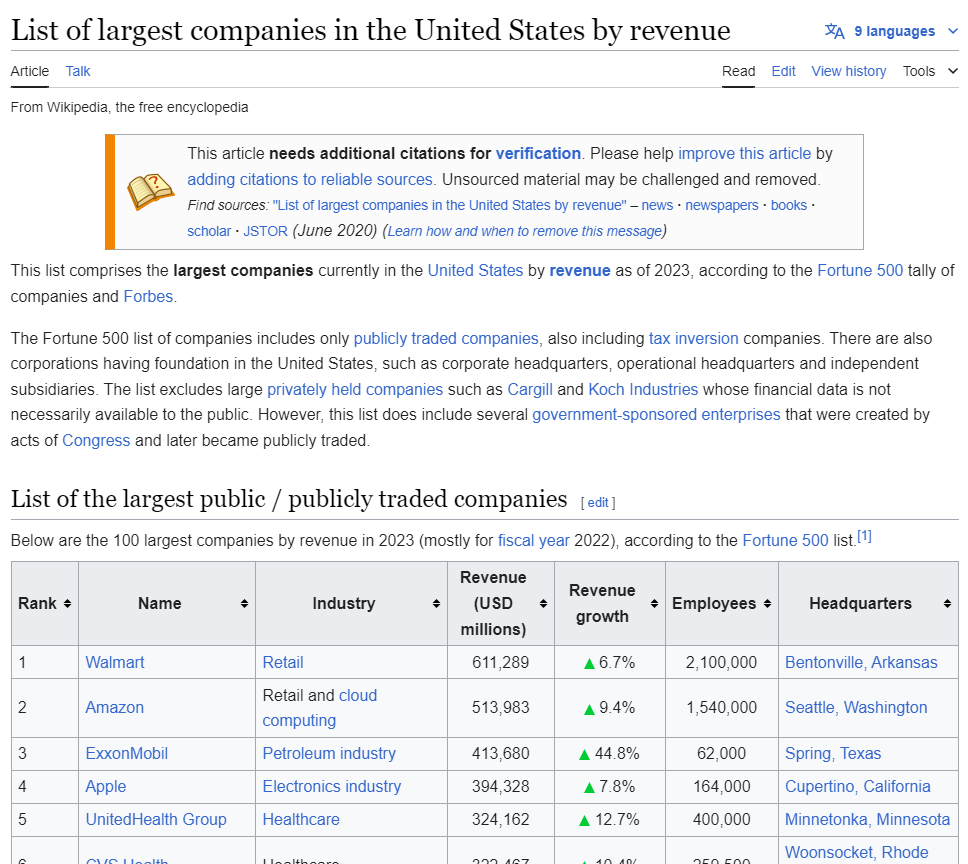 List of largest companies in the United States by revenue
9 languages
Article Talk Read Edit View history Tools
From Wikipedia, the free encyclopedia
This article needs additional citations for verification. Please help improve this article by
adding citations to reliable sources. Unsourced material may be challenged and removed.
Find sources: "List of largest companies in the United States by revenue" – news · newspapers · books ·
scholar · JSTOR (June 2020) (Learn how and when to remove this message)
This list comprises the largest companies currently in the United States by revenue as of 2023, according to the Fortune 500 tally of
companies and Forbes.
The Fortune 500 list of companies includes only publicly traded companies, also including tax inversion companies. There are also
corporations having foundation in the United States, such as corporate headquarters, operational headquarters and independent
subsidiaries. The list excludes large privately held companies such as Cargill and Koch Industries whose financial data is not
necessarily available to the public. However, this list does include several government-sponsored enterprises that were created by
acts of Congress and later became publicly traded.
List of the largest public / publicly traded companies [ edit ]
Below are the 100 largest companies by revenue in 2023 (mostly for fiscal year 2022), according to the Fortune 500 list.[1]
Rank Name Industry Revenue (USD millions) Revenue growth Employees Headquarters
1 Walmart Retail 611,289 ▲ 6.7% 2,100,000 Bentonville, Arkansas
2 Amazon Retail and cloud computing 513,983 ▲ 9.4% 1,540,000 Seattle, Washington
3 ExxonMobil Petroleum industry 413,680 ▲ 44.8% 62,000 Spring, Texas
4 Apple Electronics industry 394,328 ▲ 7.8% 164,000 Cupertino, California
5 UnitedHealth Group Healthcare 324,162 ▲ 12.7% 400,000 Minnetonka, Minnesota
Woonsocket, Rhode